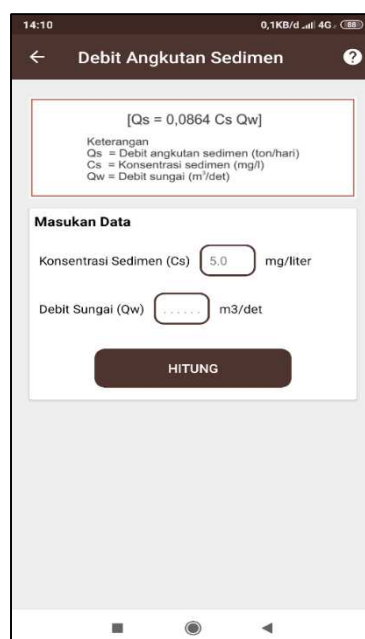 14:10 0,1KB/d 4G 88
Debit Angkutan Sedimen ?
[Qs = 0,0864 Cs Qw]
Keterangan
Qs = Debit angkutan sedimen (ton/hari)
Cs = Konsentrasi sedimen (mg/l)
Qw = Debit sungai (m³/det)
Masukan Data
Konsentrasi Sedimen (Cs) 5.0 mg/liter
Debit Sungai (Qw) ...... m3/det
HITUNG